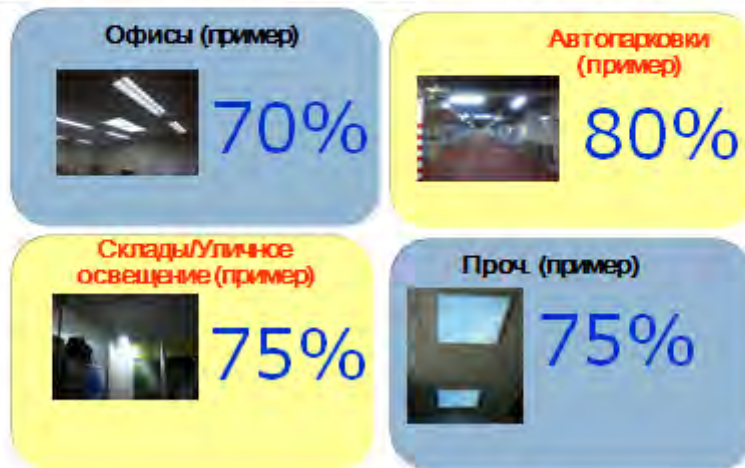 Офисы (пример)
70%
Автопарковки
(пример)
80%
Склады/Уличное
освещение (пример)
75%
Проч. (пример)
75%